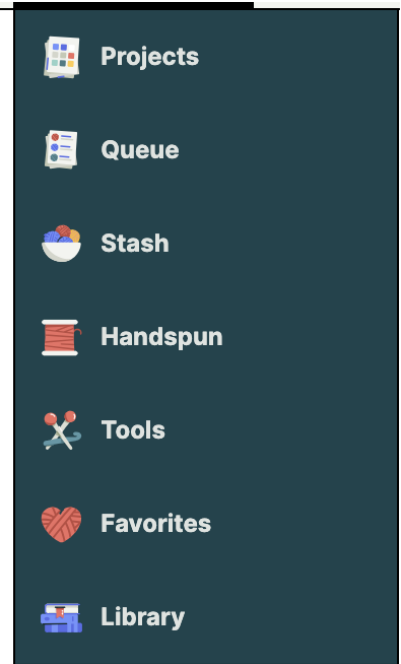 Projects
Queue
Stash
Handspun
Tools
Favorites
Library